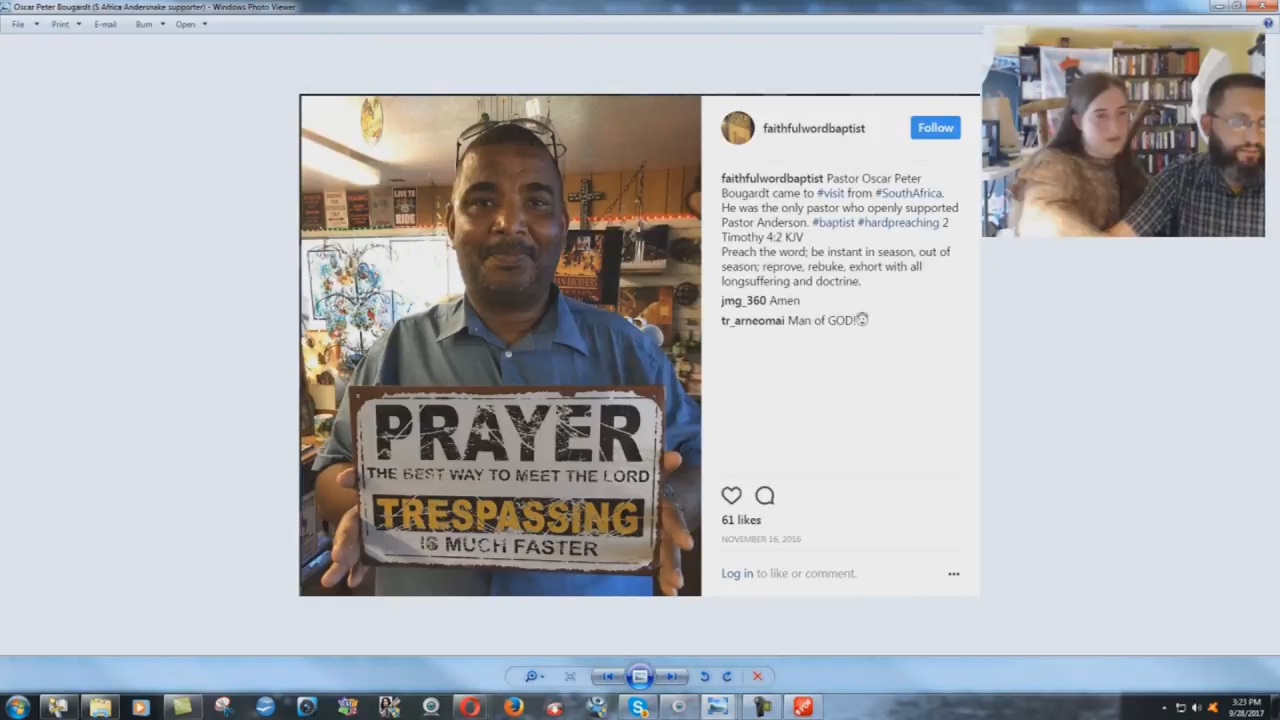 Oscar Peter Bougardt (S Africa Andersnake supporter) - Windows Photo Viewer
File Print E-mail Burn Open
LIVE TO
RIDE
PRAYER
THE BEST WAY TO MEET THE LORD
TRESPASSING
IS MUCH FASTER
faithfulwordbaptist
Follow
faithfulwordbaptist Pastor Oscar Peter
Bougardt came to #visit from #SouthAfrica.
He was the only pastor who openly supported
Pastor Anderson. #baptist #hardpreaching 2
Timothy 4:2 KJV
Preach the word; be instant in season, out of
season; reprove, rebuke, exhort with all
longsuffering and doctrine.
jmg_360 Amen
tr_arneomai Man of GOD!
61 likes
NOVEMBER 16, 2016
Log in to like or comment.
3:23 PM
9/28/2017